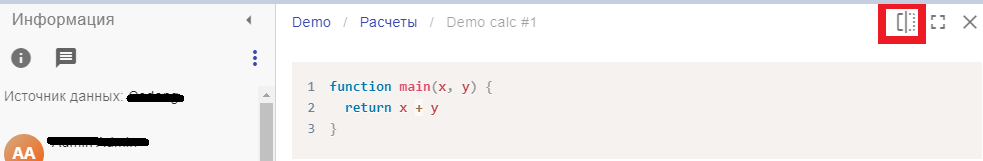 Информация
Demo / Расчеты / Demo calc #1
Источник данных:
AA
1 function main(x, y) {
2 return x + y
3 }